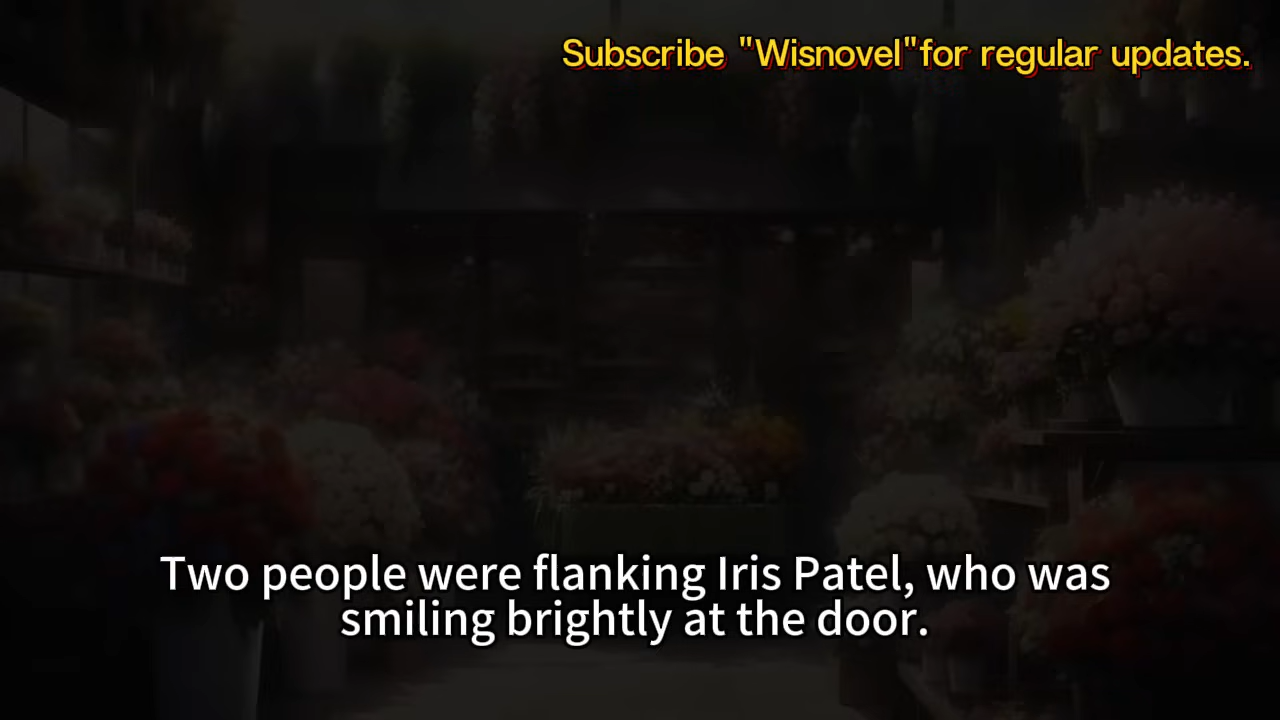 Subscribe "Wisnovel"for regular updates.
Two people were flanking Iris Patel, who was
smiling brightly at the door.